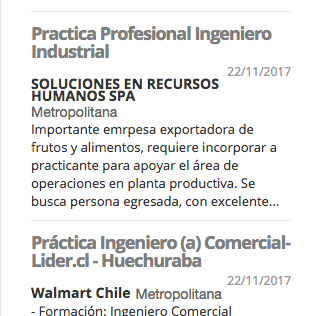 Practica Profesional Ingeniero
Industrial
22/11/2017
SOLUCIONES EN RECURSOS
HUMANOS SPA
Metropolitana
Importante emrpesa exportadora de
frutos y alimentos, requiere incorporar a
practicante para apoyar el área de
operaciones en planta productiva. Se
busca persona egresada, con excelente...
Práctica Ingeniero (a) Comercial-
Lider.cl - Huechuraba
22/11/2017
Walmart Chile Metropolitana
- Formación: Ingeniero Comercial